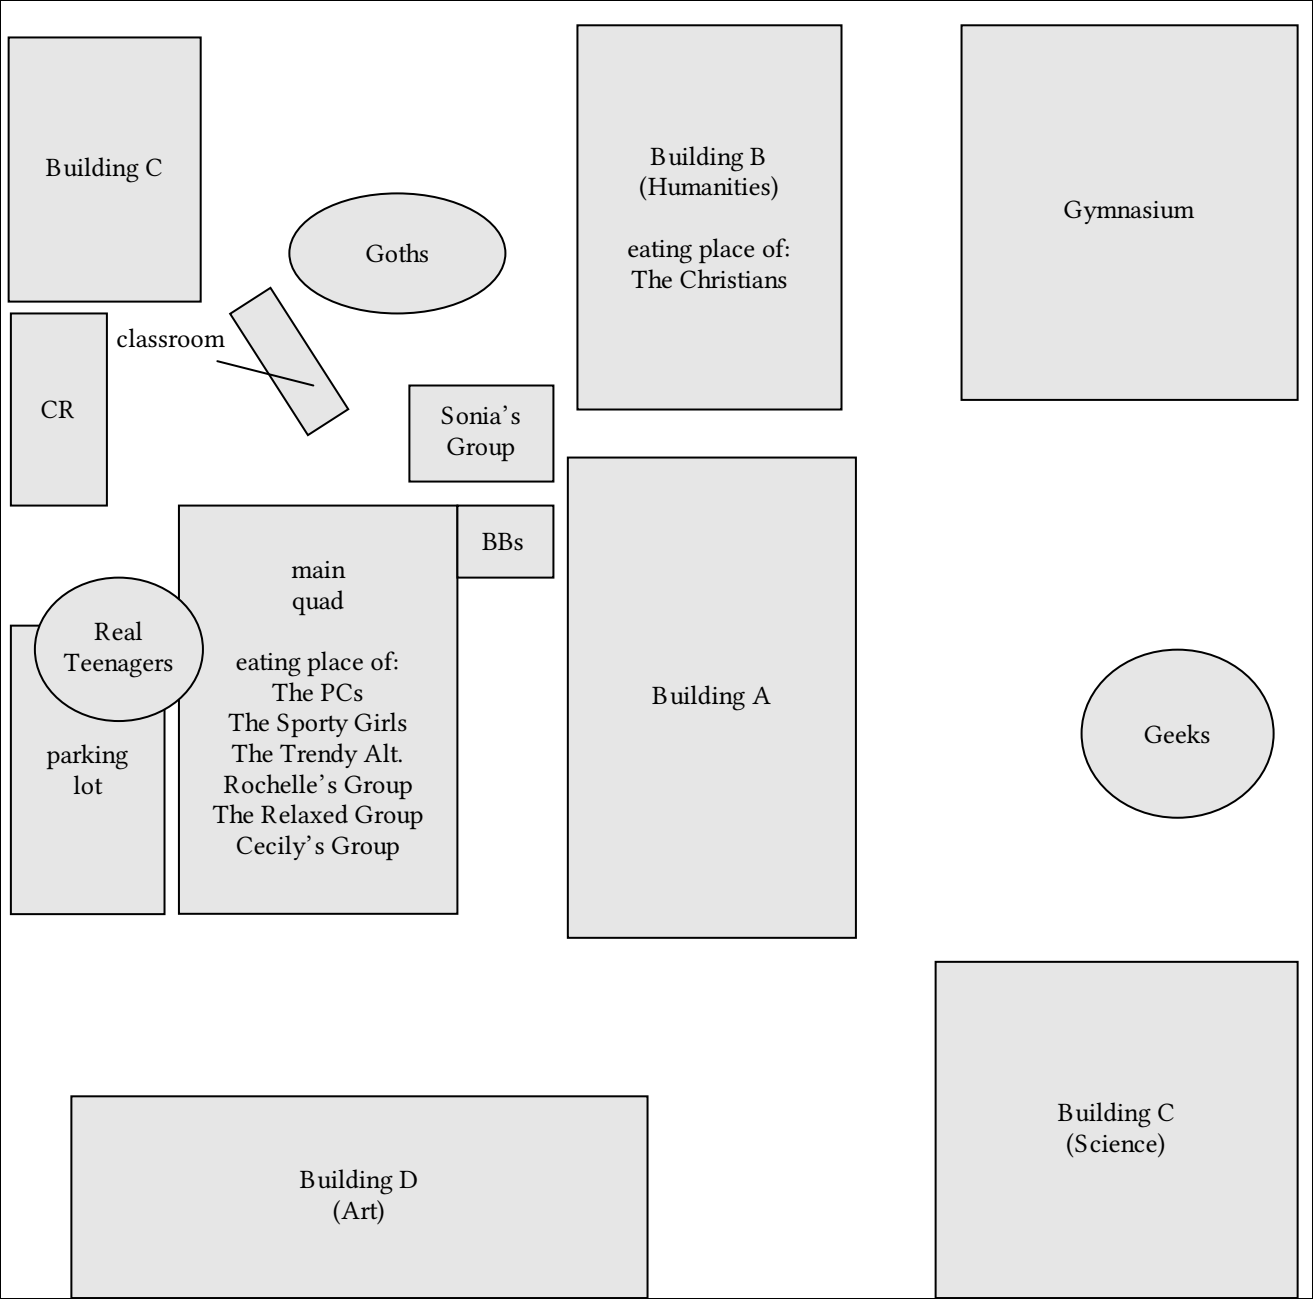 Building C
Building B
(Humanities)
eating place of:
The Christians
Gymnasium
Goths
classroom
CR
Sonia’s
Group
BBs
main
quad
eating place of:
The PCs
The Sporty Girls
The Trendy Alt.
Rochelle’s Group
The Relaxed Group
Cecily’s Group
Real
Teenagers
parking
lot
Building A
Geeks
Building C
(Science)
Building D
(Art)